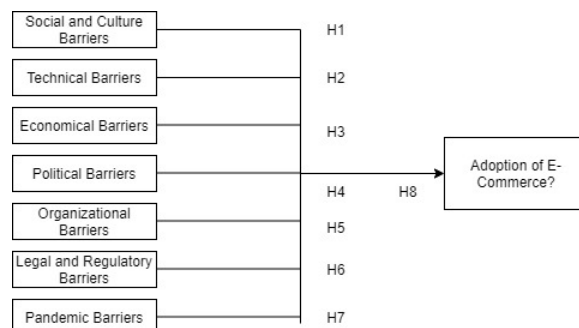 Social and Culture
Barriers
H1
Technical Barriers
H2
Economical Barriers
H3
Political Barriers
H4
H8
Adoption of E-
Commerce?
Organizational
Barriers
H5
Legal and Regulatory
Barriers
H6
Pandemic Barriers
H7